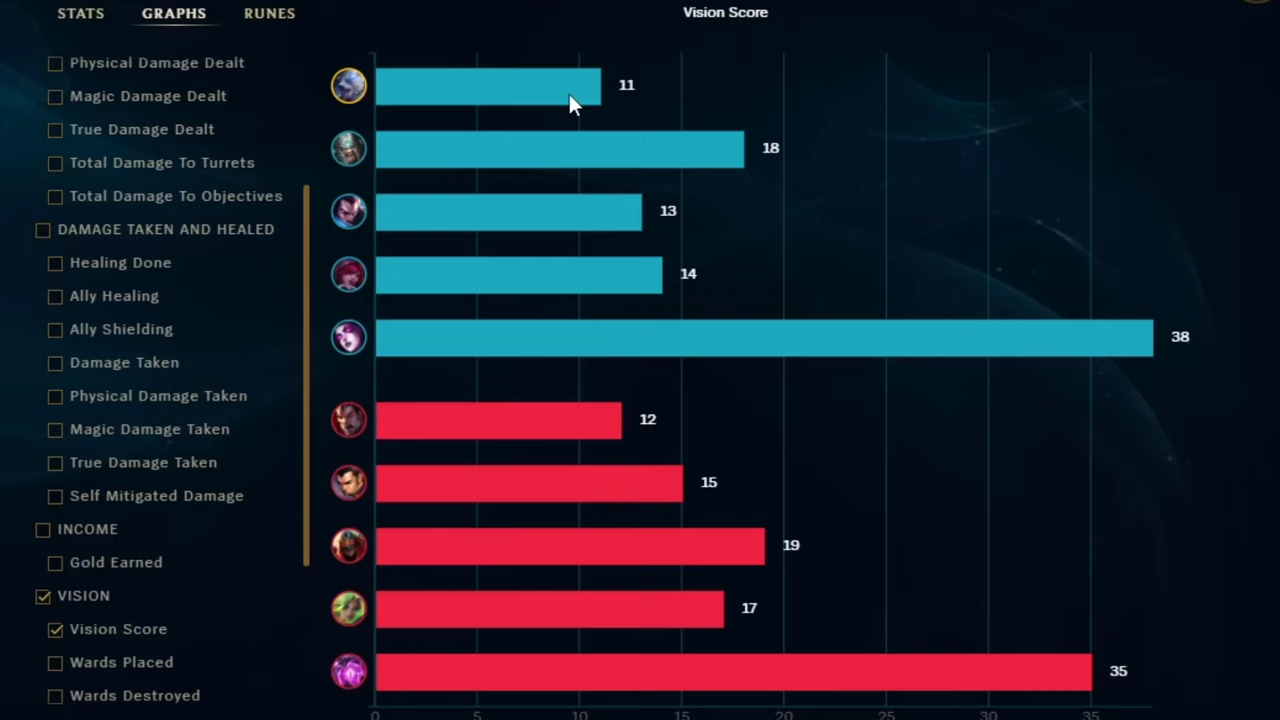 STATS GRAPHS RUNES
Vision Score
Physical Damage Dealt
Magic Damage Dealt
True Damage Dealt
Total Damage To Turrets
Total Damage To Objectives
DAMAGE TAKEN AND HEALED
Healing Done
Ally Healing
Ally Shielding
Damage Taken
Physical Damage Taken
Magic Damage Taken
True Damage Taken
Self Mitigated Damage
INCOME
Gold Earned
VISION
Vision Score
Wards Placed
Wards Destroyed
11
18
13
14
38
12
15
19
17
35
0 5 10 15 20 25 30 35